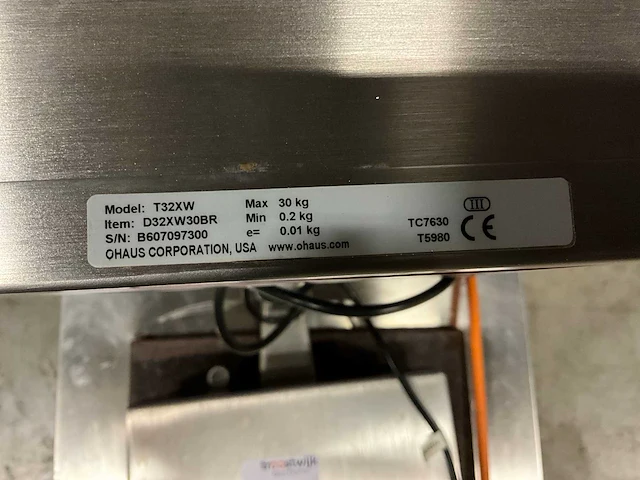 Model: T32XW Max 30 kg
Item: D32XW30BR Min 0.2 kg
S/N: B607097300 e= 0.01 kg
OHAUS CORPORATION, USA www.ohaus.com
III
TC7630
T5980 CE